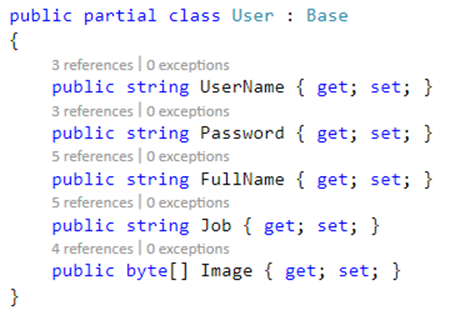 public partial class User : Base
{
3 references | 0 exceptions
public string UserName { get; set; }
3 references | 0 exceptions
public string Password { get; set; }
5 references | 0 exceptions
public string FullName { get; set; }
5 references | 0 exceptions
public string Job { get; set; }
4 references | 0 exceptions
public byte[] Image { get; set; }
}